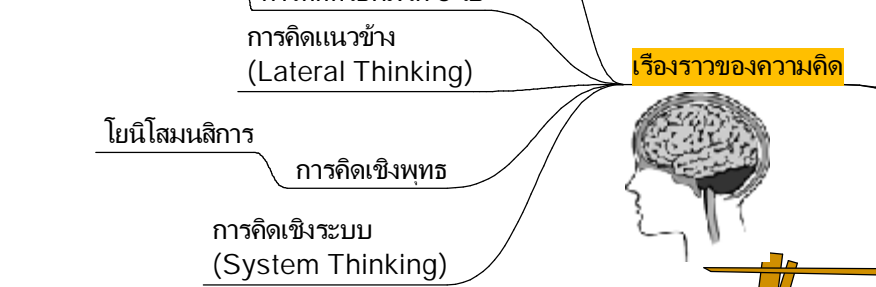 การคิดแนวข้าง
(Lateral Thinking)
เรื่องราวของความคิด
โยนิโสมนสิการ
การคิดเชิงพุทธ
การคิดเชิงระบบ
(System Thinking)